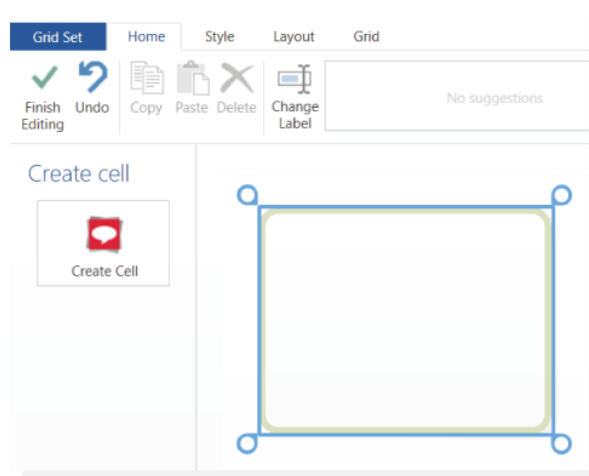 Grid Set Home Style Layout Grid
Finish Editing Undo Copy Paste Delete Change Label No suggestions
Create cell
Create Cell